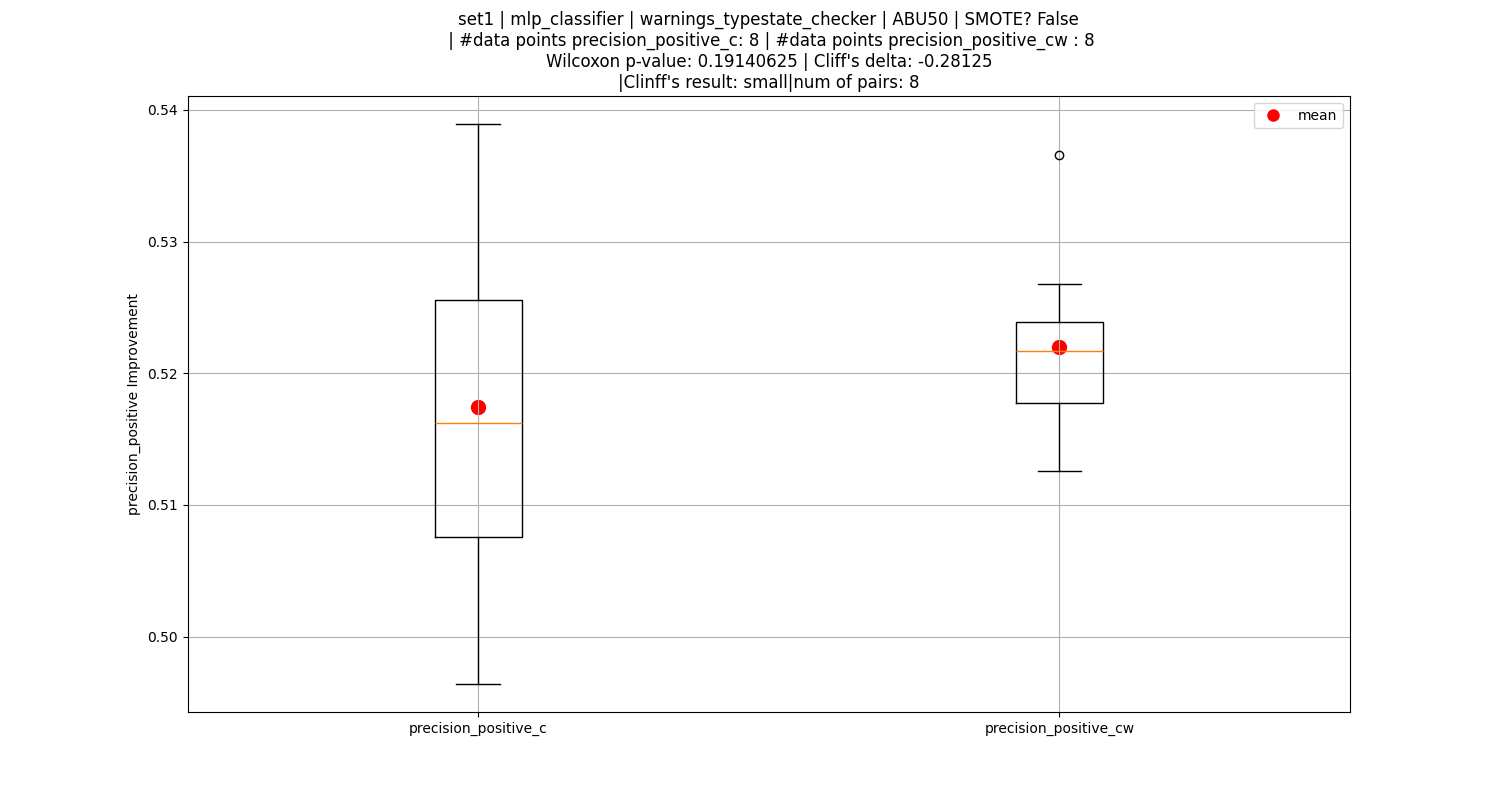 set1 | mlp_classifier | warnings_typestate_checker | ABU50 | SMOTE? False
| #data points precision_positive_c: 8 | #data points precision_positive_cw : 8
Wilcoxon p-value: 0.19140625 | Cliff's delta: -0.28125
|Clinff's result: small|num of pairs: 8
mean
precision_positive Improvement
0.54
0.53
0.52
0.51
0.50
precision_positive_c
precision_positive_cw